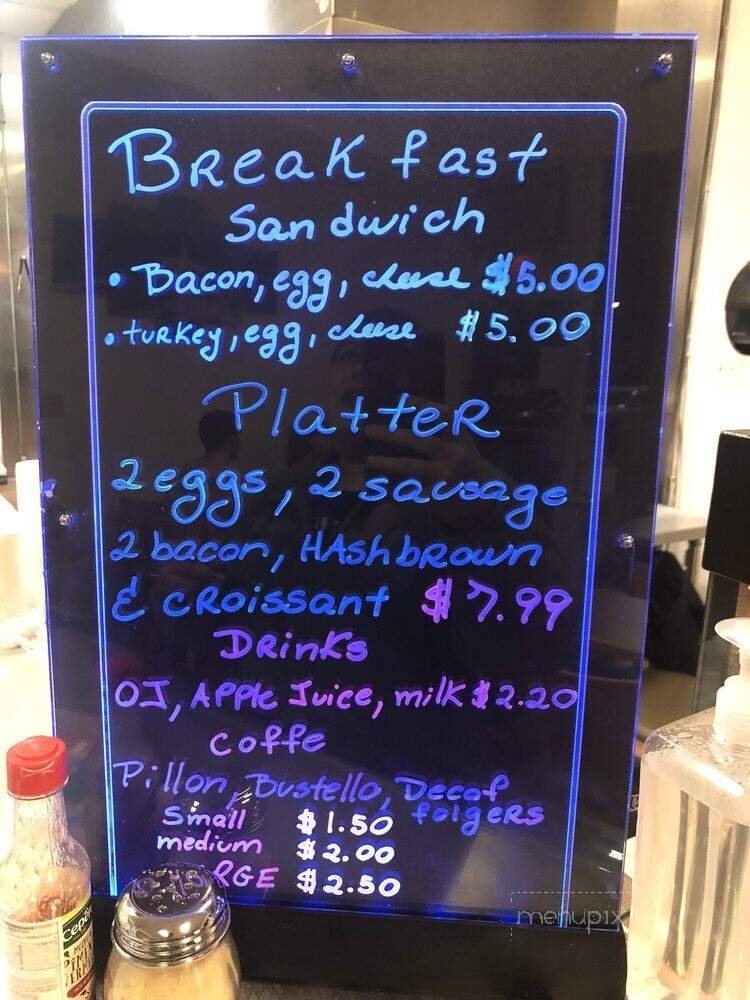 Breakfast
Sandwich
• Bacon, egg, cheese $5.00
• turkey, egg, cheese $5.00
Platter
2 eggs, 2 sausage
2 bacon, Hashbrown
& croissant $7.99
Drinks
OJ, Apple Juice, milk $2.20
coffe
Pillon, Bustello, Decaf
folgers
Small $1.50
medium $2.00
RGE $2.50
menupix